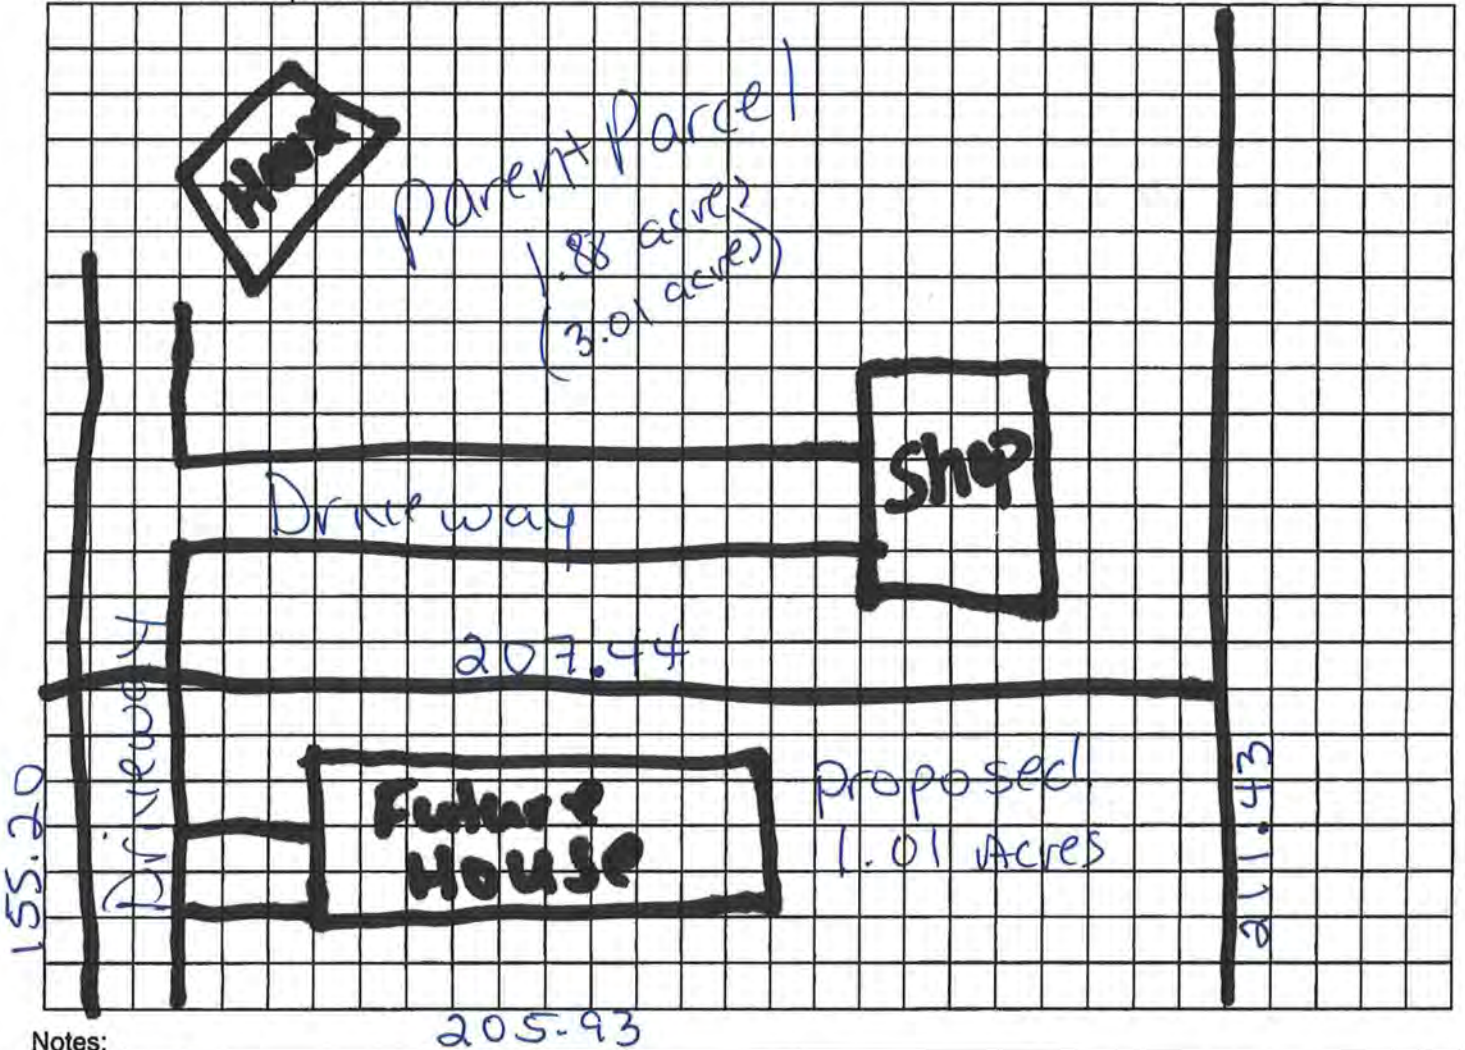 House
Parent Parcel
1.88 acres
(3.01 acres)
Shop
Driveway
207.44
Driveway
155.20
Future
House
proposed
1.01 Acres
211.43
205.93
Notes: